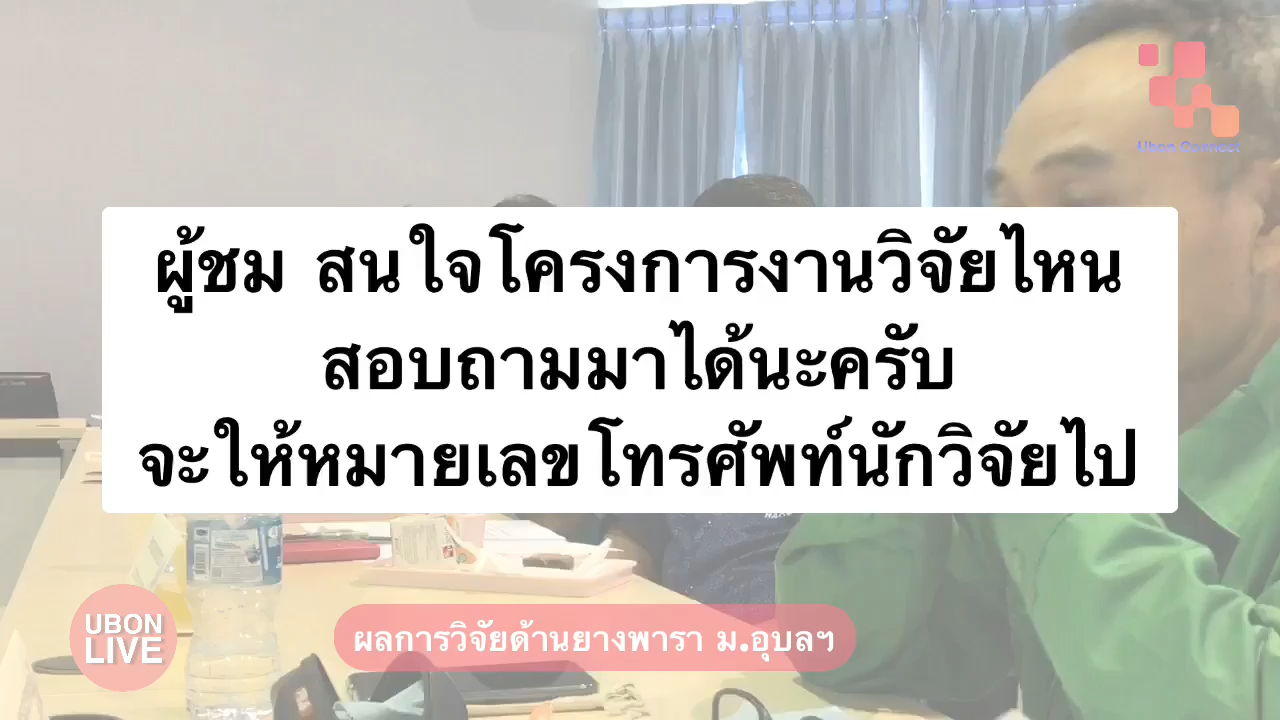 Ubon Connect
ผู้ชม สนใจโครงการงานวิจัยไหน
สอบถามมาได้นะครับ
จะให้หมายเลขโทรศัพท์นักวิจัยไป
UBON
LIVE
ผลการวิจัยด้านยางพารา ม.อุบลฯ